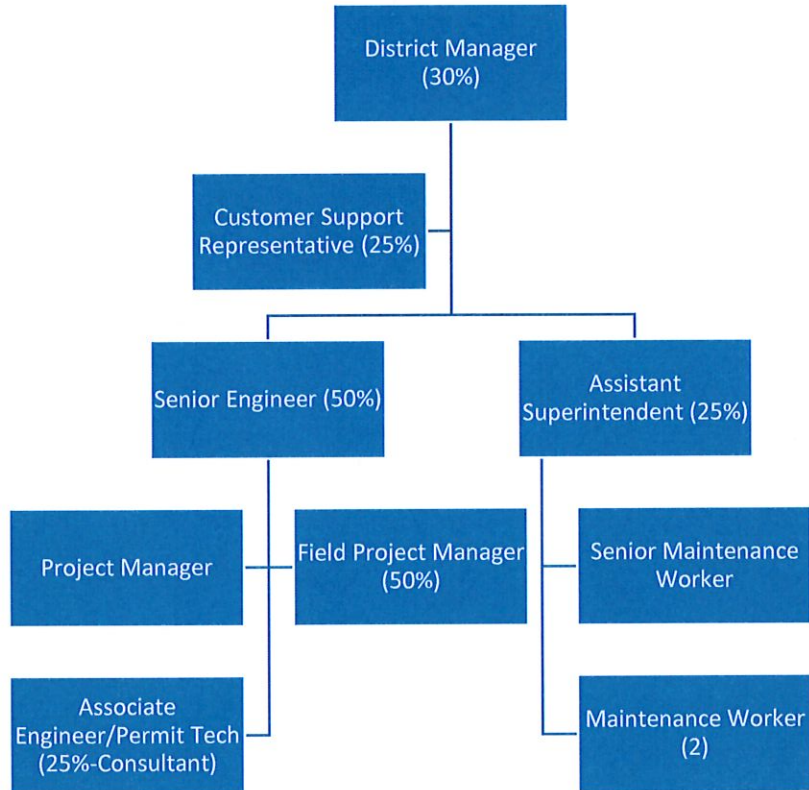 District Manager
(30%)
Customer Support
Representative (25%)
Senior Engineer (50%)
Assistant
Superintendent (25%)
Project Manager
Field Project Manager
(50%)
Senior Maintenance
Worker
Associate
Engineer/Permit Tech
(25%-Consultant)
Maintenance Worker
(2)